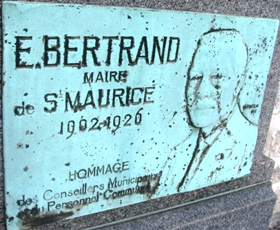 E. BERTRAND
MAIRE
de St MAURICE
1902-1926
HOMMAGE
des Conseillers Municipaux
Personnel Communal